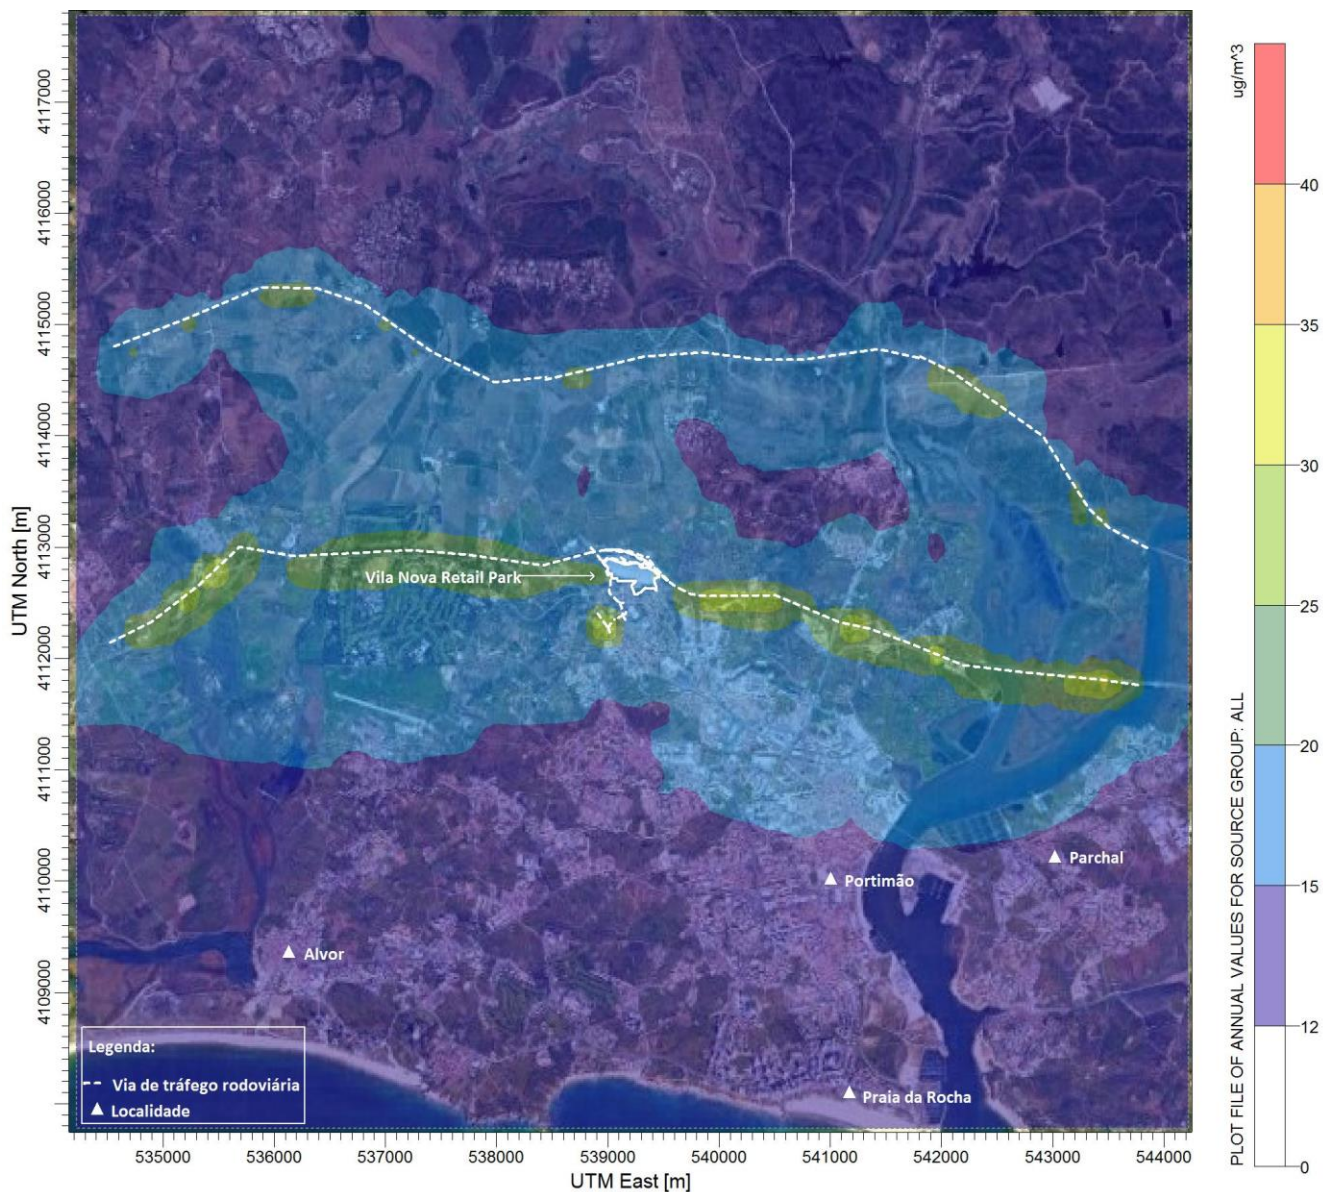 ug/m^3
40
35
30
25
20
15
12
0
PLOT FILE OF ANNUAL VALUES FOR SOURCE GROUP: ALL
UTM North [m]
4117000
4116000
4115000
4114000
4113000
4112000
4111000
4110000
4109000
Vila Nova Retail Park
Parchal
Portimão
Alvor
Praia da Rocha
Legenda:
Via de tráfego rodoviária
Localidade
535000 536000 537000 538000 539000 540000 541000 542000 543000 544000
UTM East [m]